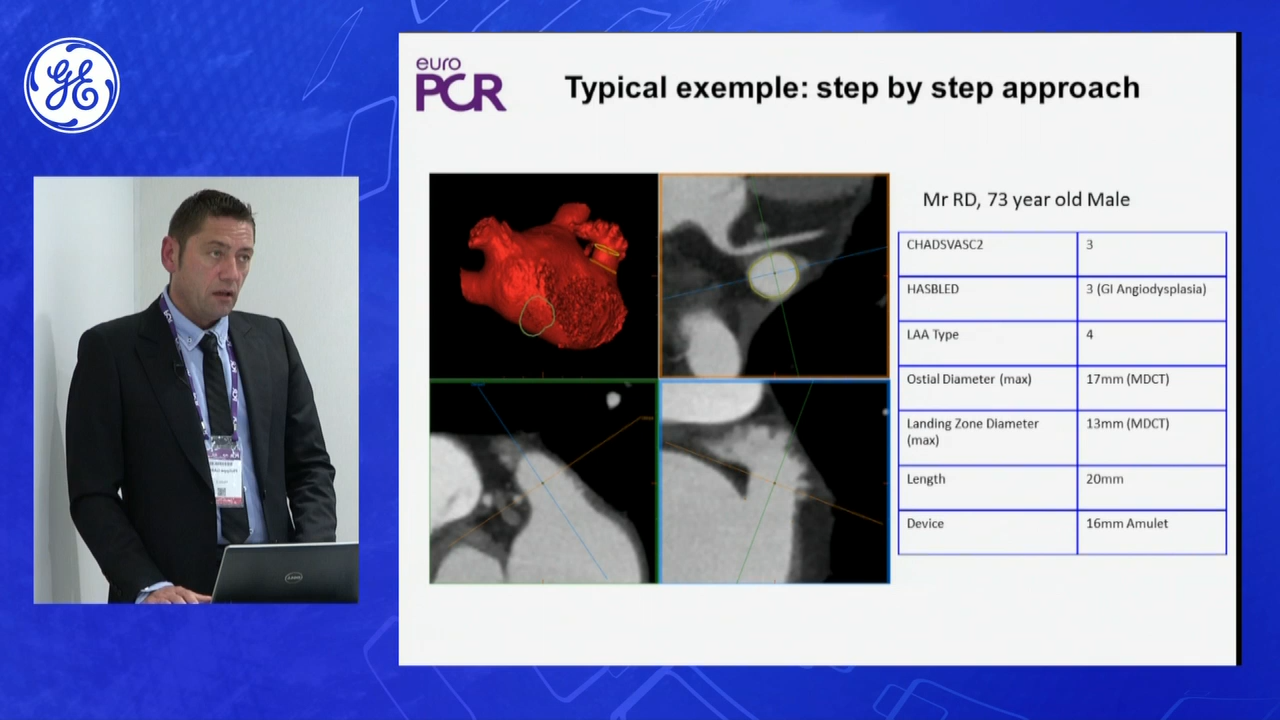 GE
euro
PCR
Typical exemple: step by step approach
Mr RD, 73 year old Male
CHADSVASC2 3
HASBLED 3 (GI Angiodysplasia)
LAA Type 4
Ostial Diameter (max) 17mm (MDCT)
Landing Zone Diameter 13mm (MDCT)
(max)
Length 20mm
Device 16mm Amulet
DELL